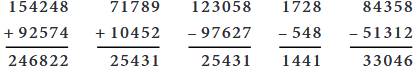 154248 71789 123058 1728 84358
+ 92574 + 10452 – 97627 – 548 – 51312
246822 25431 25431 1441 33046